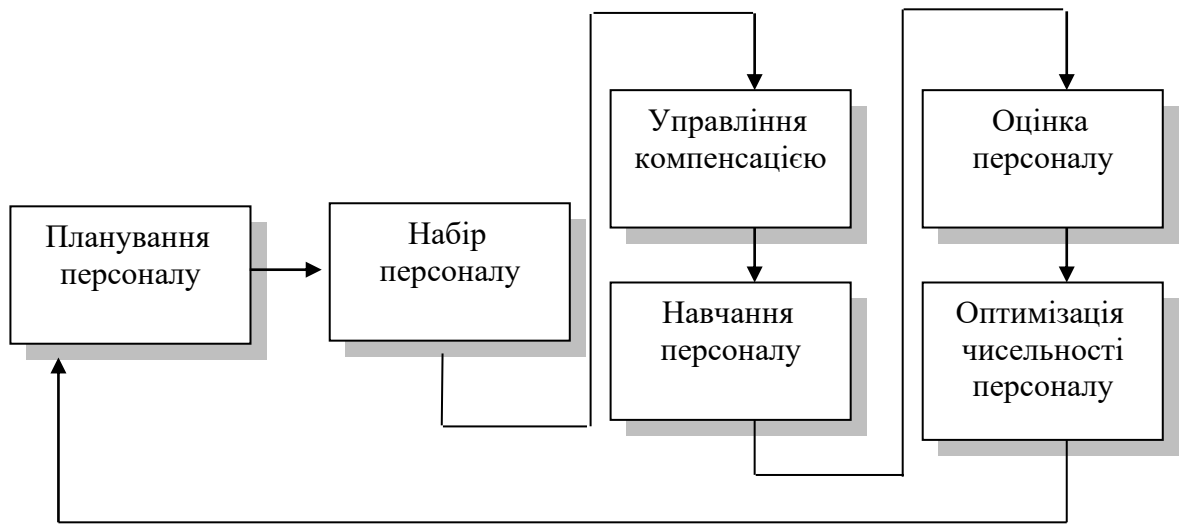 Планування
персоналу
Набір
персоналу
Управління
компенсацією
Навчання
персоналу
Оцінка
персоналу
Оптимізація
чисельності
персоналу